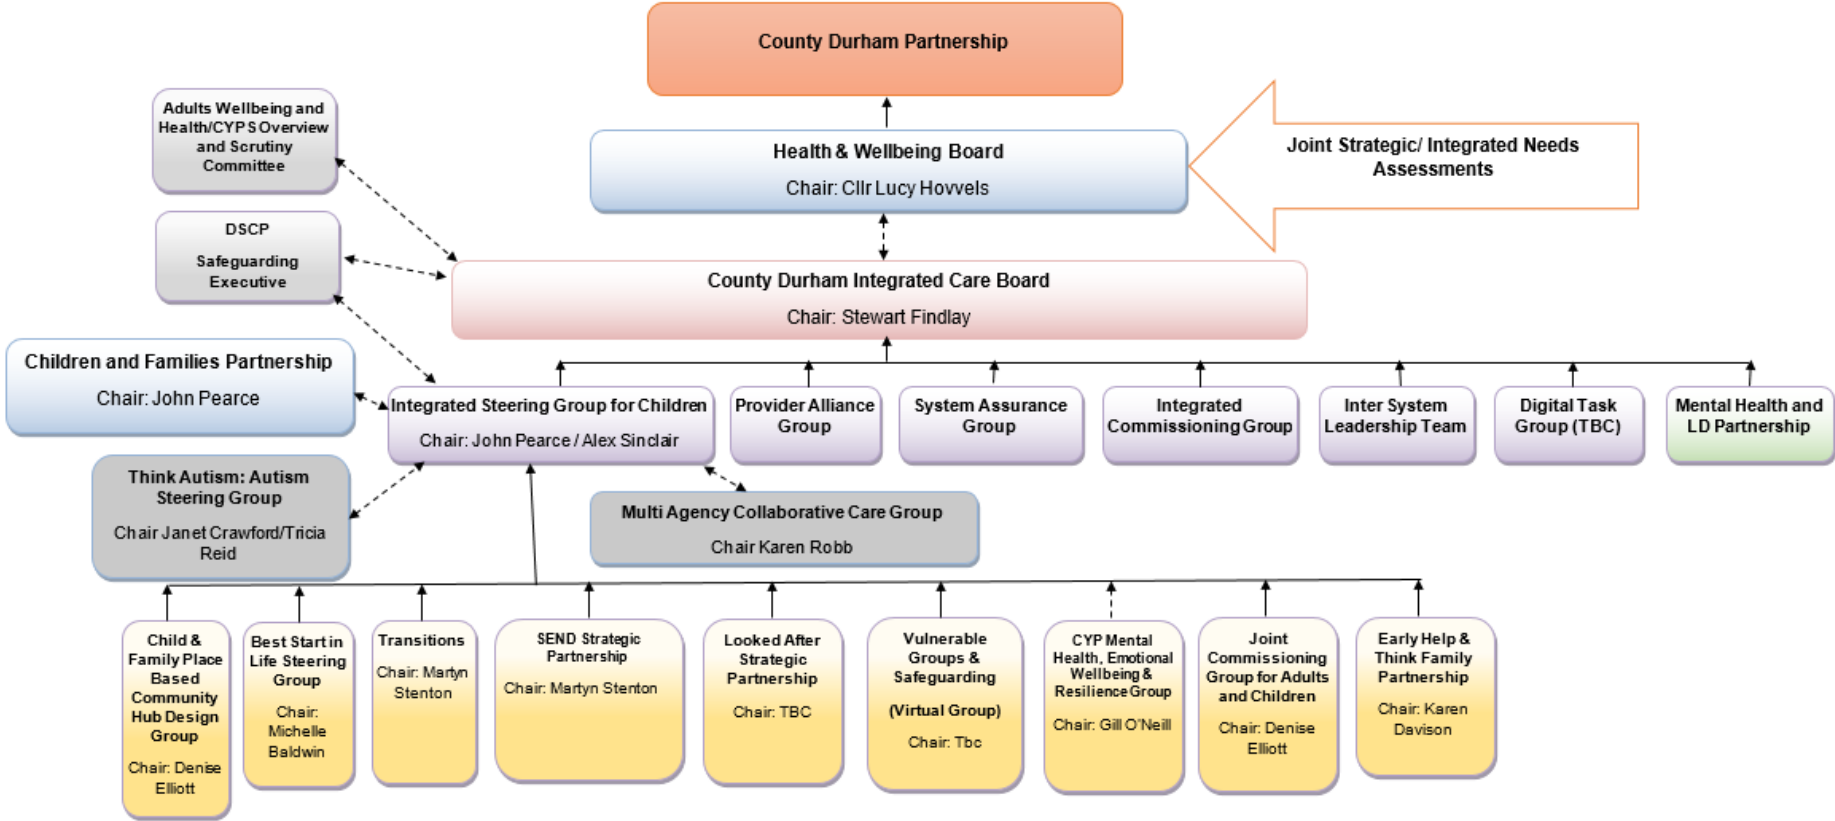 County Durham Partnership
Adults Wellbeing and
Health/CYPS Overview
and Scrutiny
Committee
Health & Wellbeing Board
Chair: Cllr Lucy Hovvels
Joint Strategic/ Integrated Needs
Assessments
DSCP
Safeguarding
Executive
County Durham Integrated Care Board
Chair: Stewart Findlay
Children and Families Partnership
Chair: John Pearce
Integrated Steering Group for Children
Chair: John Pearce / Alex Sinclair
Provider Alliance
Group
System Assurance
Group
Integrated
Commissioning Group
Inter System
Leadership Team
Digital Task
Group (TBC)
Mental Health and
LD Partnership
Think Autism: Autism
Steering Group
Chair Janet Crawford/Tricia
Reid
Multi Agency Collaborative Care Group
Chair Karen Robb
Child &
Family Place
Based
Community
Hub Design
Group
Chair: Denise
Elliott
Best Start in
Life Steering
Group
Chair:
Michelle
Baldwin
Transitions
Chair: Martyn
Stenton
SEND Strategic
Partnership
Chair: Martyn Stenton
Looked After
Strategic
Partnership
Chair: TBC
Vulnerable
Groups &
Safeguarding
(Virtual Group)
Chair: Tbc
CYP Mental
Health, Emotional
Wellbeing &
Resilience Group
Chair: Gill O'Neill
Joint
Commissioning
Group for Adults
and Children
Chair: Denise
Elliott
Early Help &
Think Family
Partnership
Chair: Karen
Davison